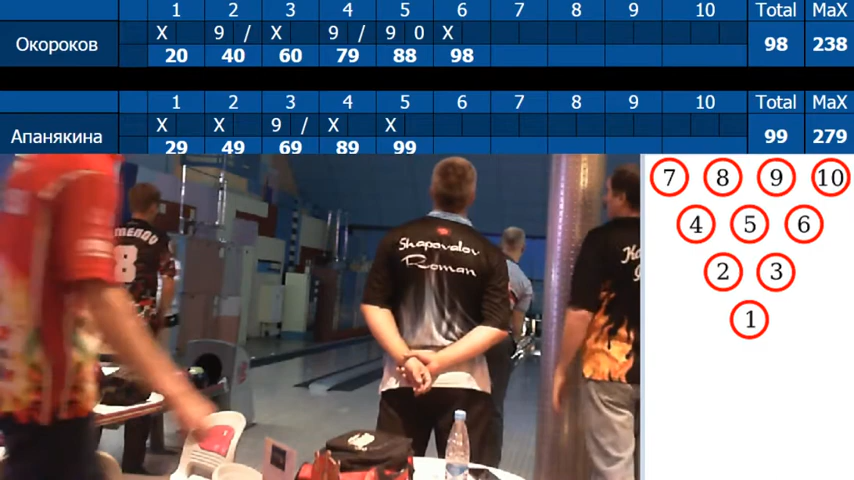 1 2 3 4 5 6 7 8 9 10 Total MaX
Окороков X 9 / X 9 / 9 0 X 98 238
20 40 60 79 88 98
1 2 3 4 5 6 7 8 9 10 Total MaX
Апанякина X X 9 / X X 99 279
29 49 69 89 99
7 8 9 10
4 5 6
2 3
1
Shapovalov
Roman
8